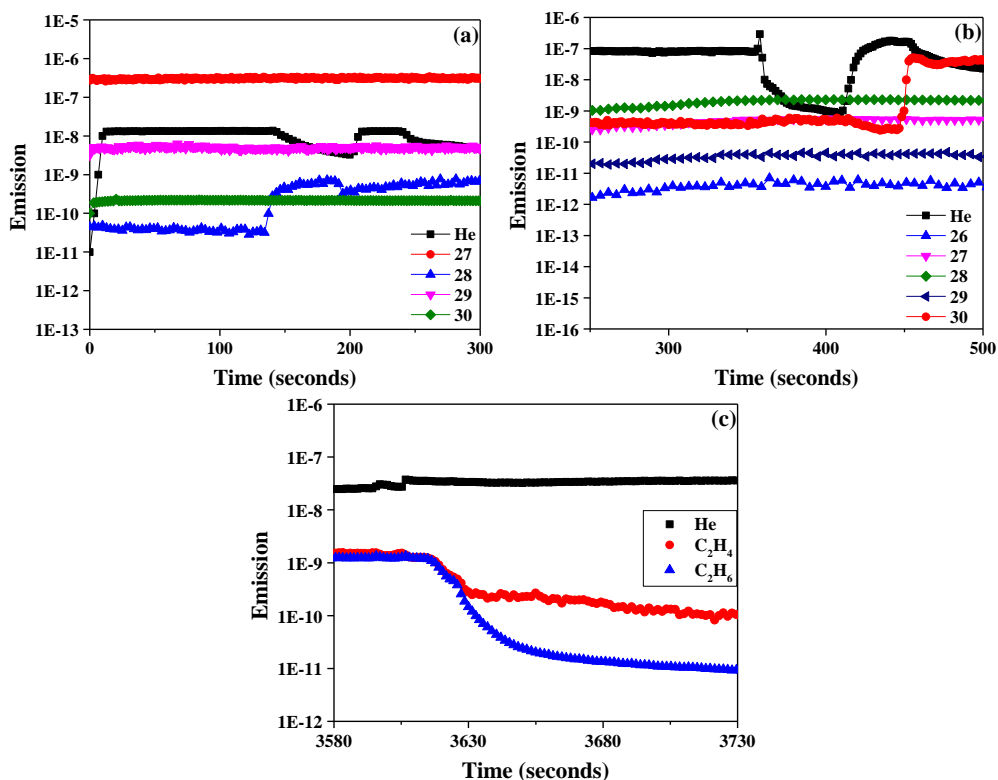 (a)
1E-5
1E-6
1E-7
1E-8
1E-9
1E-10
1E-11
1E-12
1E-13
Emission
0
100
200
300
Time (seconds)
He
27
28
29
30
(b)
1E-6
1E-7
1E-8
1E-9
1E-10
1E-11
1E-12
1E-13
1E-14
1E-15
1E-16
Emission
300
400
500
Time (seconds)
He
26
27
28
29
30
(c)
1E-6
1E-7
1E-8
1E-9
1E-10
1E-11
1E-12
Emission
3580
3630
3680
3730
Time (seconds)
He
C₂H₄
C₂H₆